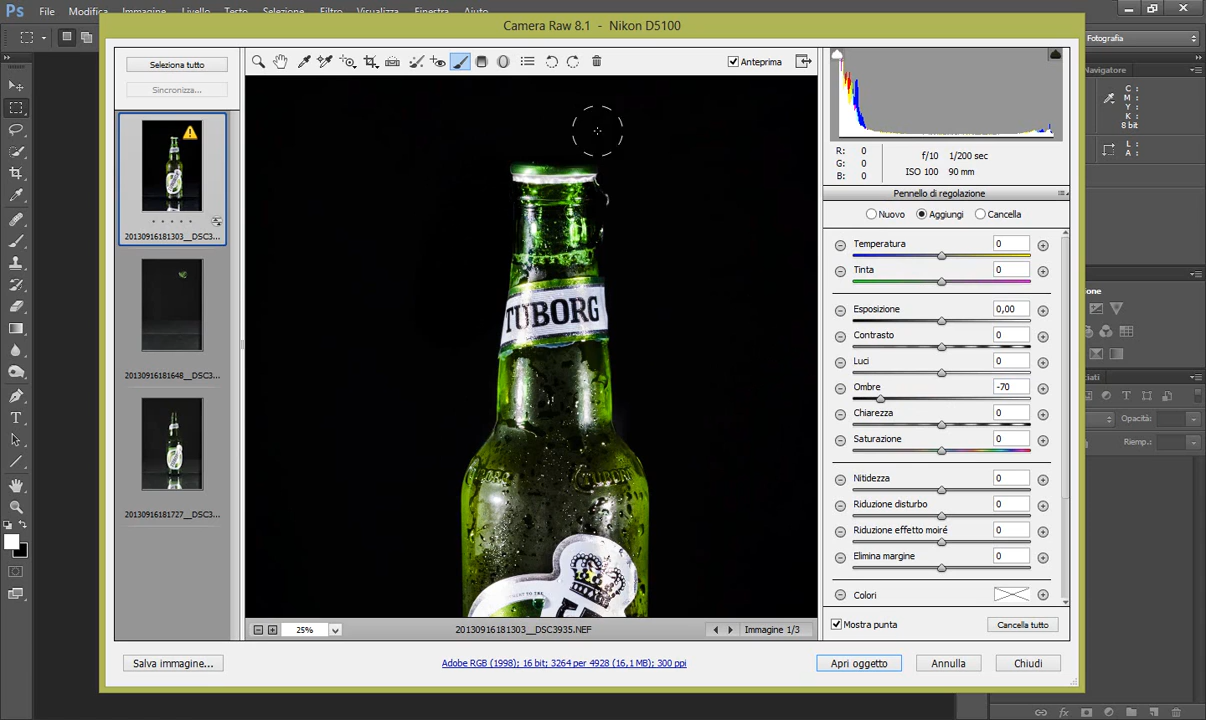 Ps File Modifica Immagine Livello Testo Selezione Filtro Visualizza Finestra Aiuto
Camera Raw 8.1 - Nikon D5100
Fotografia
Seleziona tutto
Sincronizza...
Anteprima
Navigatore
C :
M :
Y :
K :
8 bit
L :
A :
R: 0
G: 0
B: 0
f/10 1/200 sec
ISO 100 90 mm
Pennello di regolazione
Nuovo Aggiungi Cancella
20130916181303__DSC3...
20130916181648__DSC3...
20130916181727__DSC3...
TUBORG
Temperatura 0
Tinta 0
Esposizione 0,00
Contrasto 0
Luci 0
Ombre -70
Chiarezza 0
Saturazione 0
Nitidezza 0
Riduzione disturbo 0
Riduzione effetto moiré 0
Elimina margine 0
Colori
Opacità:
Riemp.:
Mostra punta
Cancella tutto
25%
20130916181303__DSC3935.NEF
Immagine 1/3
Salva immagine...
Adobe RGB (1998); 16 bit; 3264 per 4928 (16,1 MB); 300 ppi
Apri oggetto
Annulla
Chiudi
fx